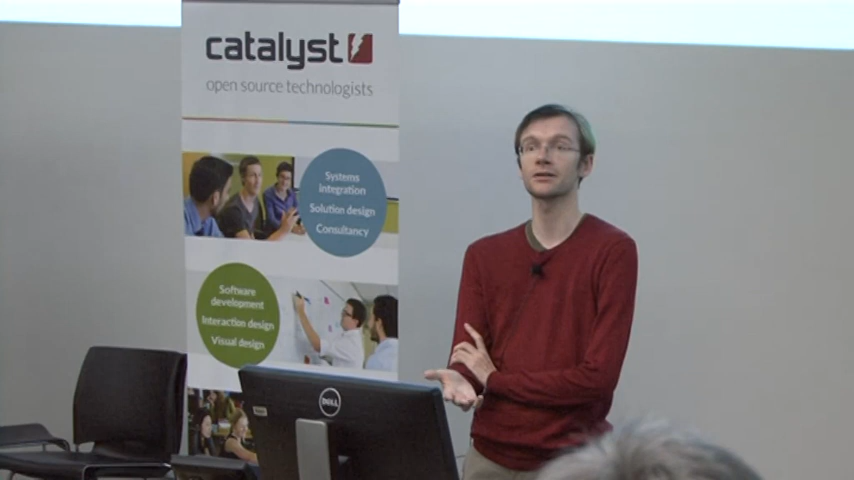 catalyst
open source technologists
Systems
integration
Solution design
Consultancy
Software
development
Interaction design
Visual design
DELL